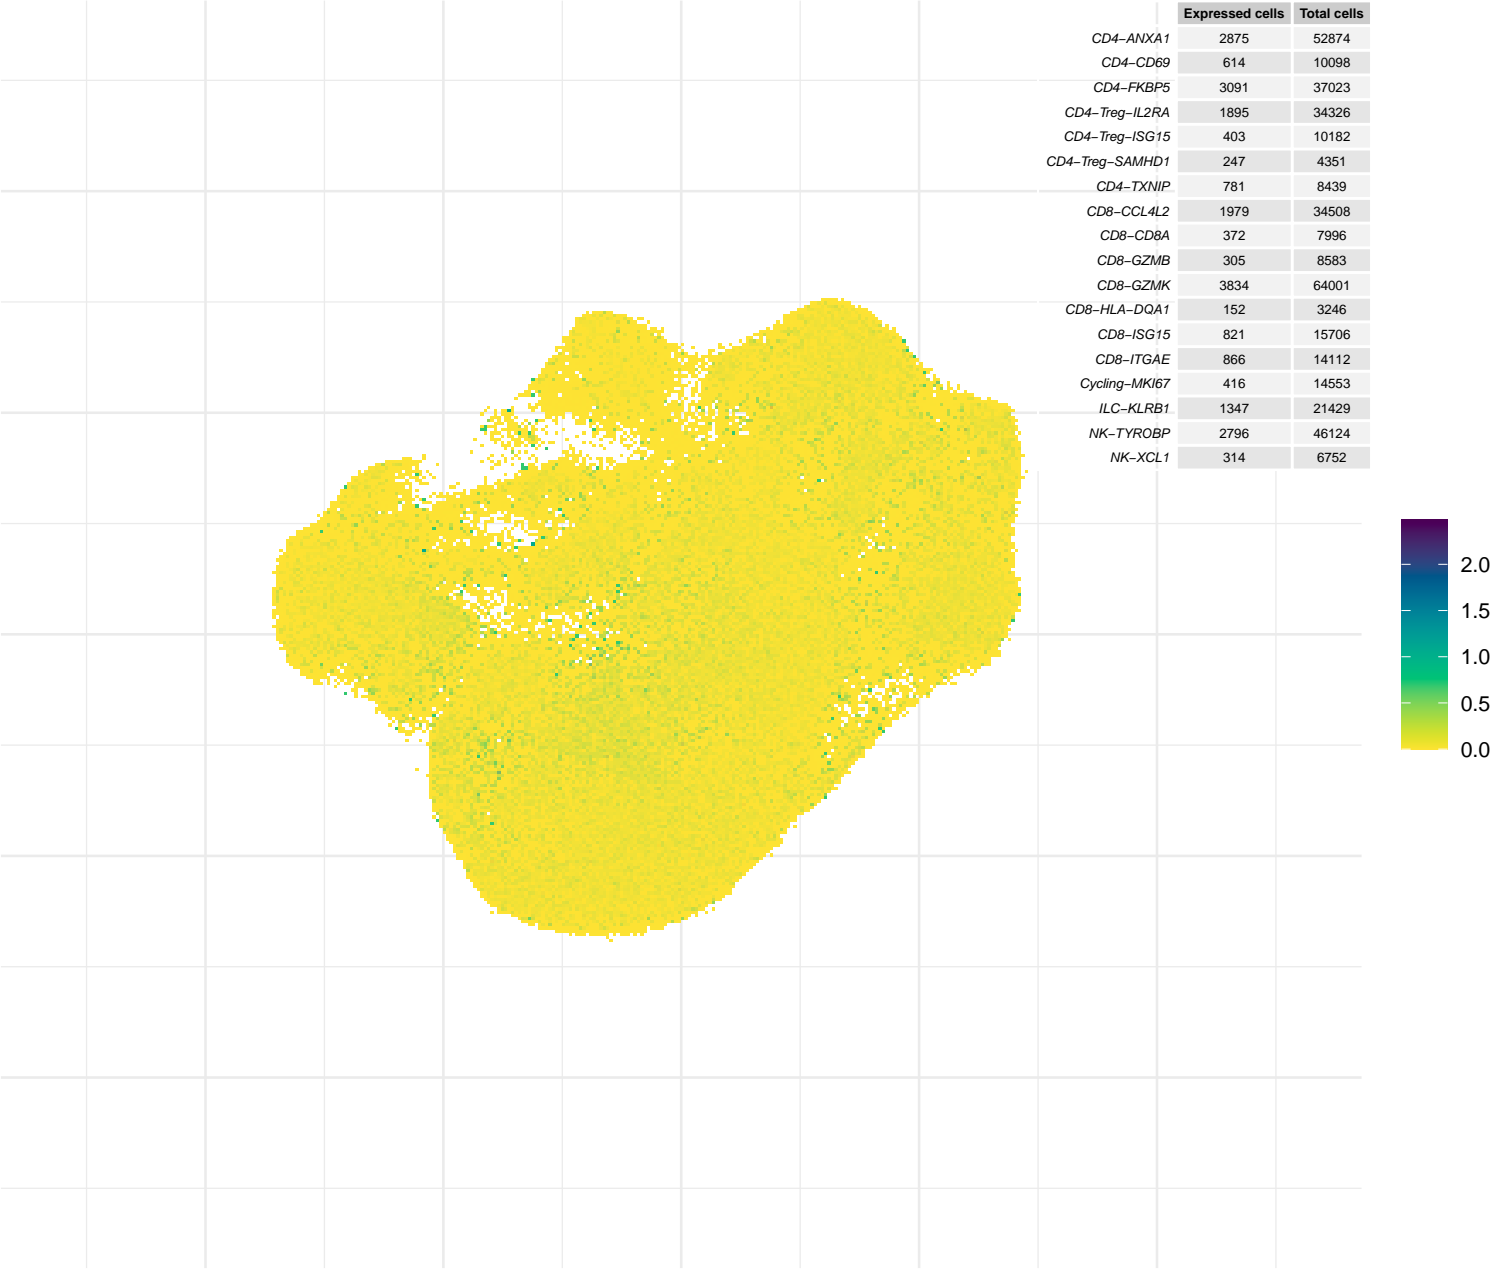 Expressed cells Total cells
CD4−ANXA1 2875 52874
CD4−CD69 614 10098
CD4−FKBP5 3091 37023
CD4−Treg−IL2RA 1895 34326
CD4−Treg−ISG15 403 10182
CD4−Treg−SAMHD1 247 4351
CD4−TXNIP 781 8439
CD8−CCL4L2 1979 34508
CD8−CD8A 372 7996
CD8−GZMB 305 8583
CD8−GZMK 3834 64001
CD8−HLA−DQA1 152 3246
CD8−ISG15 821 15706
CD8−ITGAE 866 14112
Cycling−MKI67 416 14553
ILC−KLRB1 1347 21429
NK−TYROBP 2796 46124
NK−XCL1 314 6752
2.0
1.5
1.0
0.5
0.0